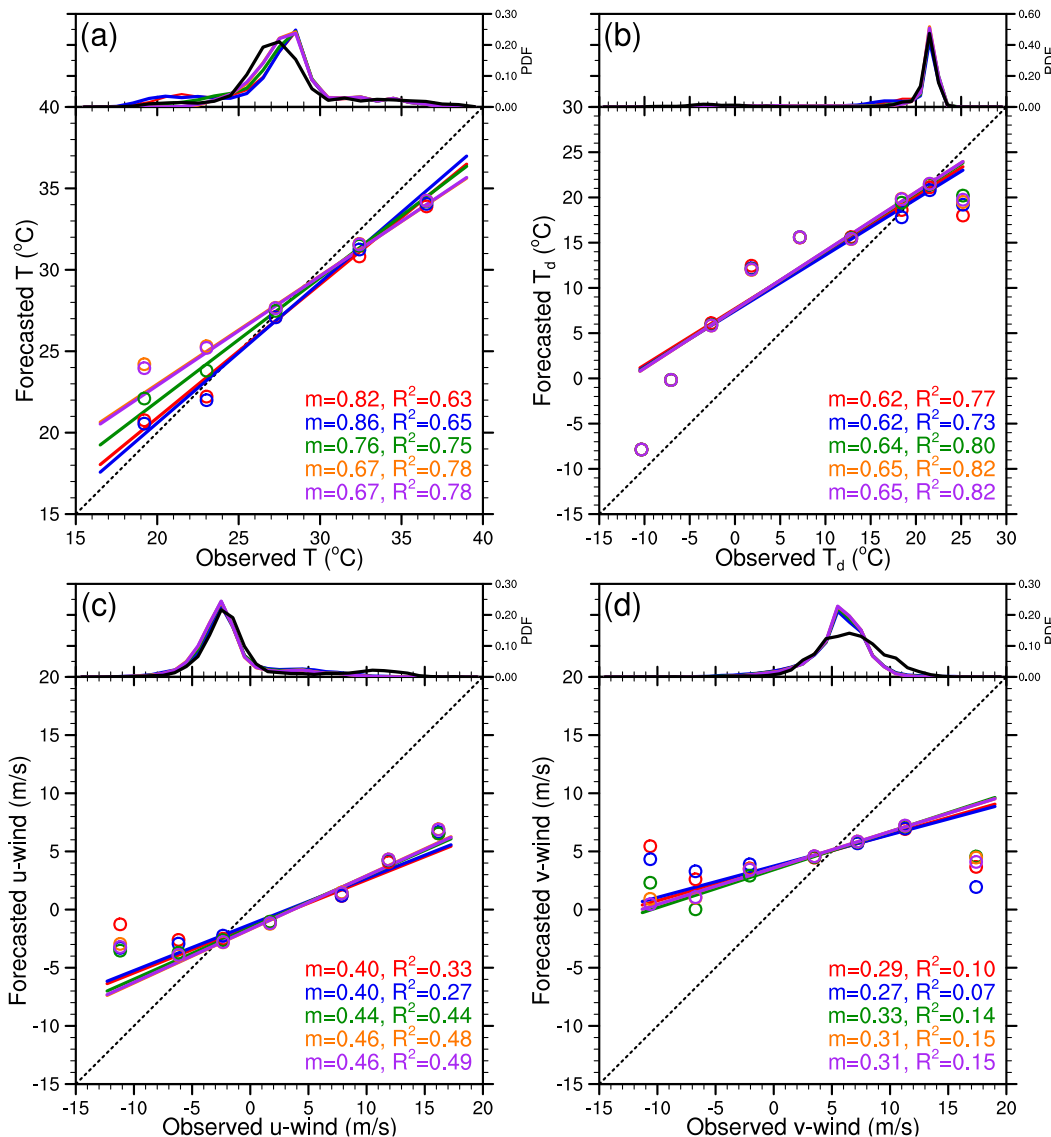 (a)
0.30
0.20
0.10
0.00
PDF
40
35
30
25
20
15
Forecasted T (°C)
m=0.82, R²=0.63
m=0.86, R²=0.65
m=0.76, R²=0.75
m=0.67, R²=0.78
m=0.67, R²=0.78
15 20 25 30 35 40
Observed T (°C)
(b)
0.60
0.40
0.20
0.00
PDF
30
25
20
15
10
5
0
-5
-10
-15
Forecasted T_d (°C)
m=0.62, R²=0.77
m=0.62, R²=0.73
m=0.64, R²=0.80
m=0.65, R²=0.82
m=0.65, R²=0.82
-15 -10 -5 0 5 10 15 20 25 30
Observed T_d (°C)
(c)
0.30
0.20
0.10
0.00
PDF
20
15
10
5
0
-5
-10
-15
Forecasted u-wind (m/s)
m=0.40, R²=0.33
m=0.40, R²=0.27
m=0.44, R²=0.44
m=0.46, R²=0.48
m=0.46, R²=0.49
-15 -10 -5 0 5 10 15 20
Observed u-wind (m/s)
(d)
0.30
0.20
0.10
0.00
PDF
20
15
10
5
0
-5
-10
-15
Forecasted v-wind (m/s)
m=0.29, R²=0.10
m=0.27, R²=0.07
m=0.33, R²=0.14
m=0.31, R²=0.15
m=0.31, R²=0.15
-15 -10 -5 0 5 10 15 20
Observed v-wind (m/s)